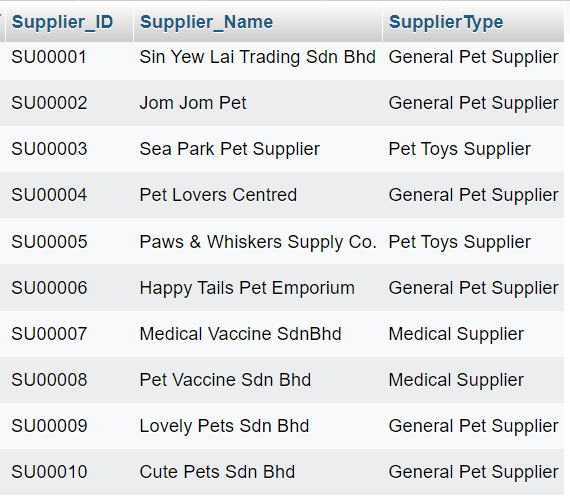 Supplier_ID Supplier_Name SupplierType
SU00001 Sin Yew Lai Trading Sdn Bhd General Pet Supplier
SU00002 Jom Jom Pet General Pet Supplier
SU00003 Sea Park Pet Supplier Pet Toys Supplier
SU00004 Pet Lovers Centred General Pet Supplier
SU00005 Paws & Whiskers Supply Co. Pet Toys Supplier
SU00006 Happy Tails Pet Emporium General Pet Supplier
SU00007 Medical Vaccine SdnBhd Medical Supplier
SU00008 Pet Vaccine Sdn Bhd Medical Supplier
SU00009 Lovely Pets Sdn Bhd General Pet Supplier
SU00010 Cute Pets Sdn Bhd General Pet Supplier